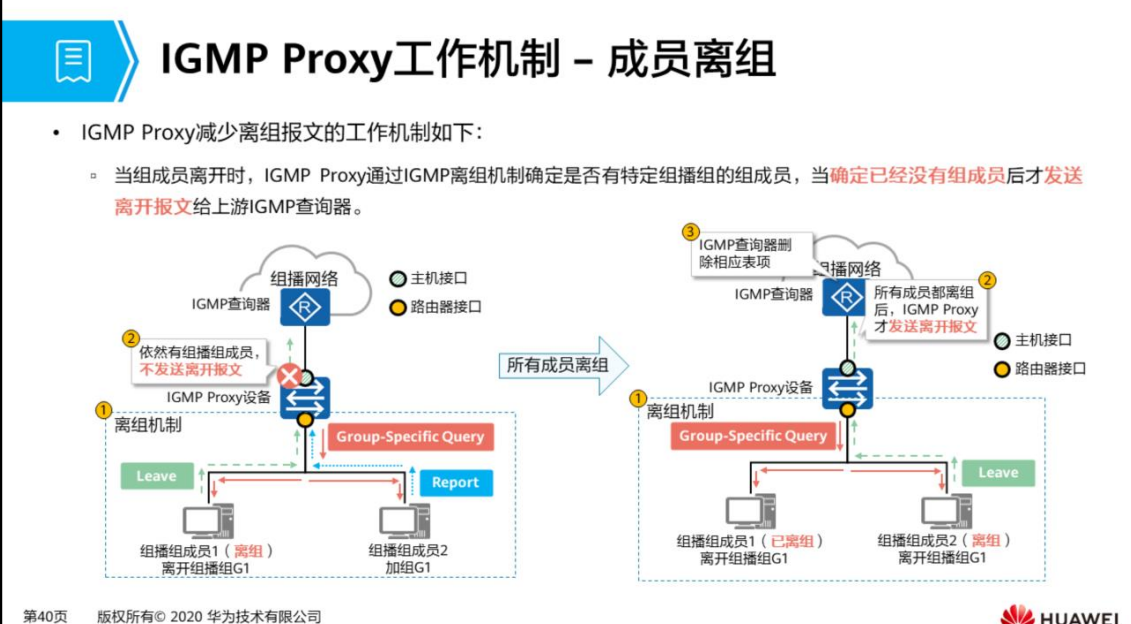 IGMP Proxy工作机制 – 成员离组
• IGMP Proxy减少离组报文的工作机制如下：
▫ 当组成员离开时，IGMP Proxy通过IGMP离组机制确定是否有特定组播组的组成员，当确定已经没有组成员后才发送
离开报文给上游IGMP查询器。
组播网络
主机接口
IGMP查询器
R
路由器接口
2
依然有组播组成员，
不发送离开报文
IGMP Proxy设备
1
离组机制
Group-Specific Query
Leave
Report
组播组成员1（离组）
离开组播组G1
组播组成员2
加组G1
所有成员离组
3
IGMP查询器删
除相应表项
组播网络
IGMP查询器
R
2
所有成员都离组
后，IGMP Proxy
才发送离开报文
主机接口
路由器接口
IGMP Proxy设备
1
离组机制
Group-Specific Query
Leave
组播组成员1（已离组）
离开组播组G1
组播组成员2（离组）
离开组播组G1
第40页 版权所有© 2020 华为技术有限公司
HUAWEI